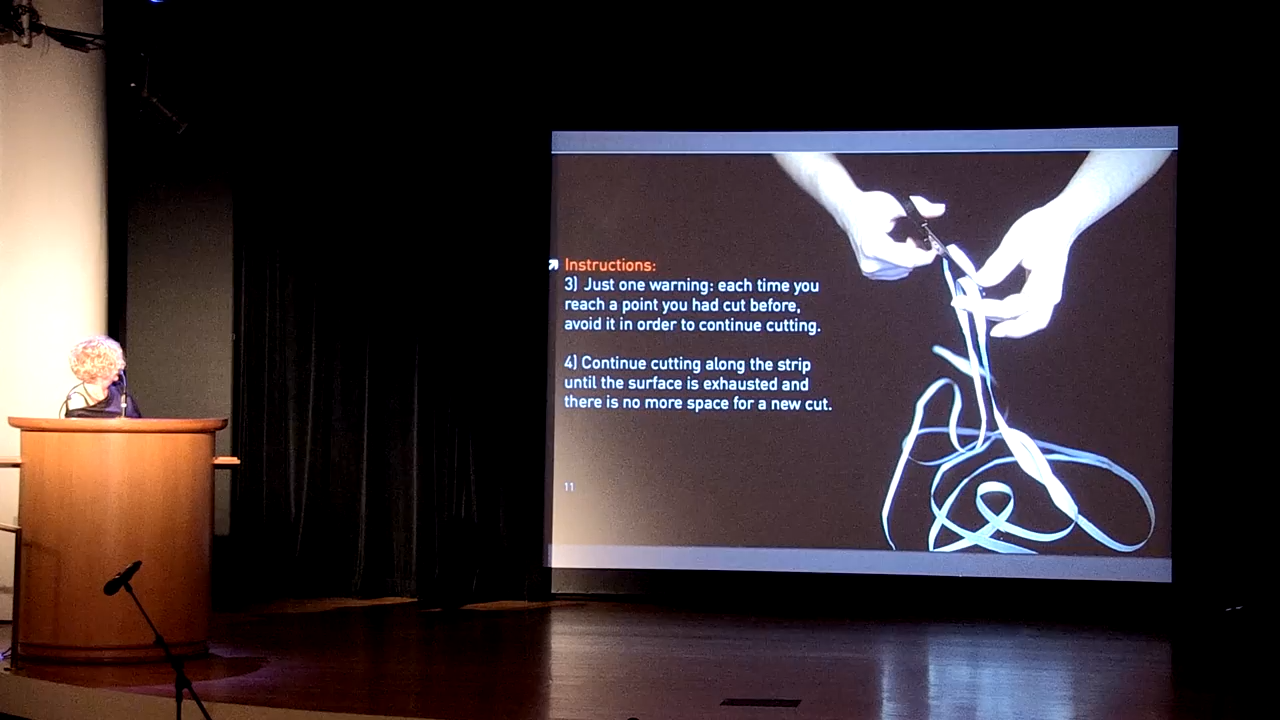 Instructions:
3) Just one warning: each time you
reach a point you had cut before,
avoid it in order to continue cutting.
4) Continue cutting along the strip
until the surface is exhausted and
there is no more space for a new cut.
11